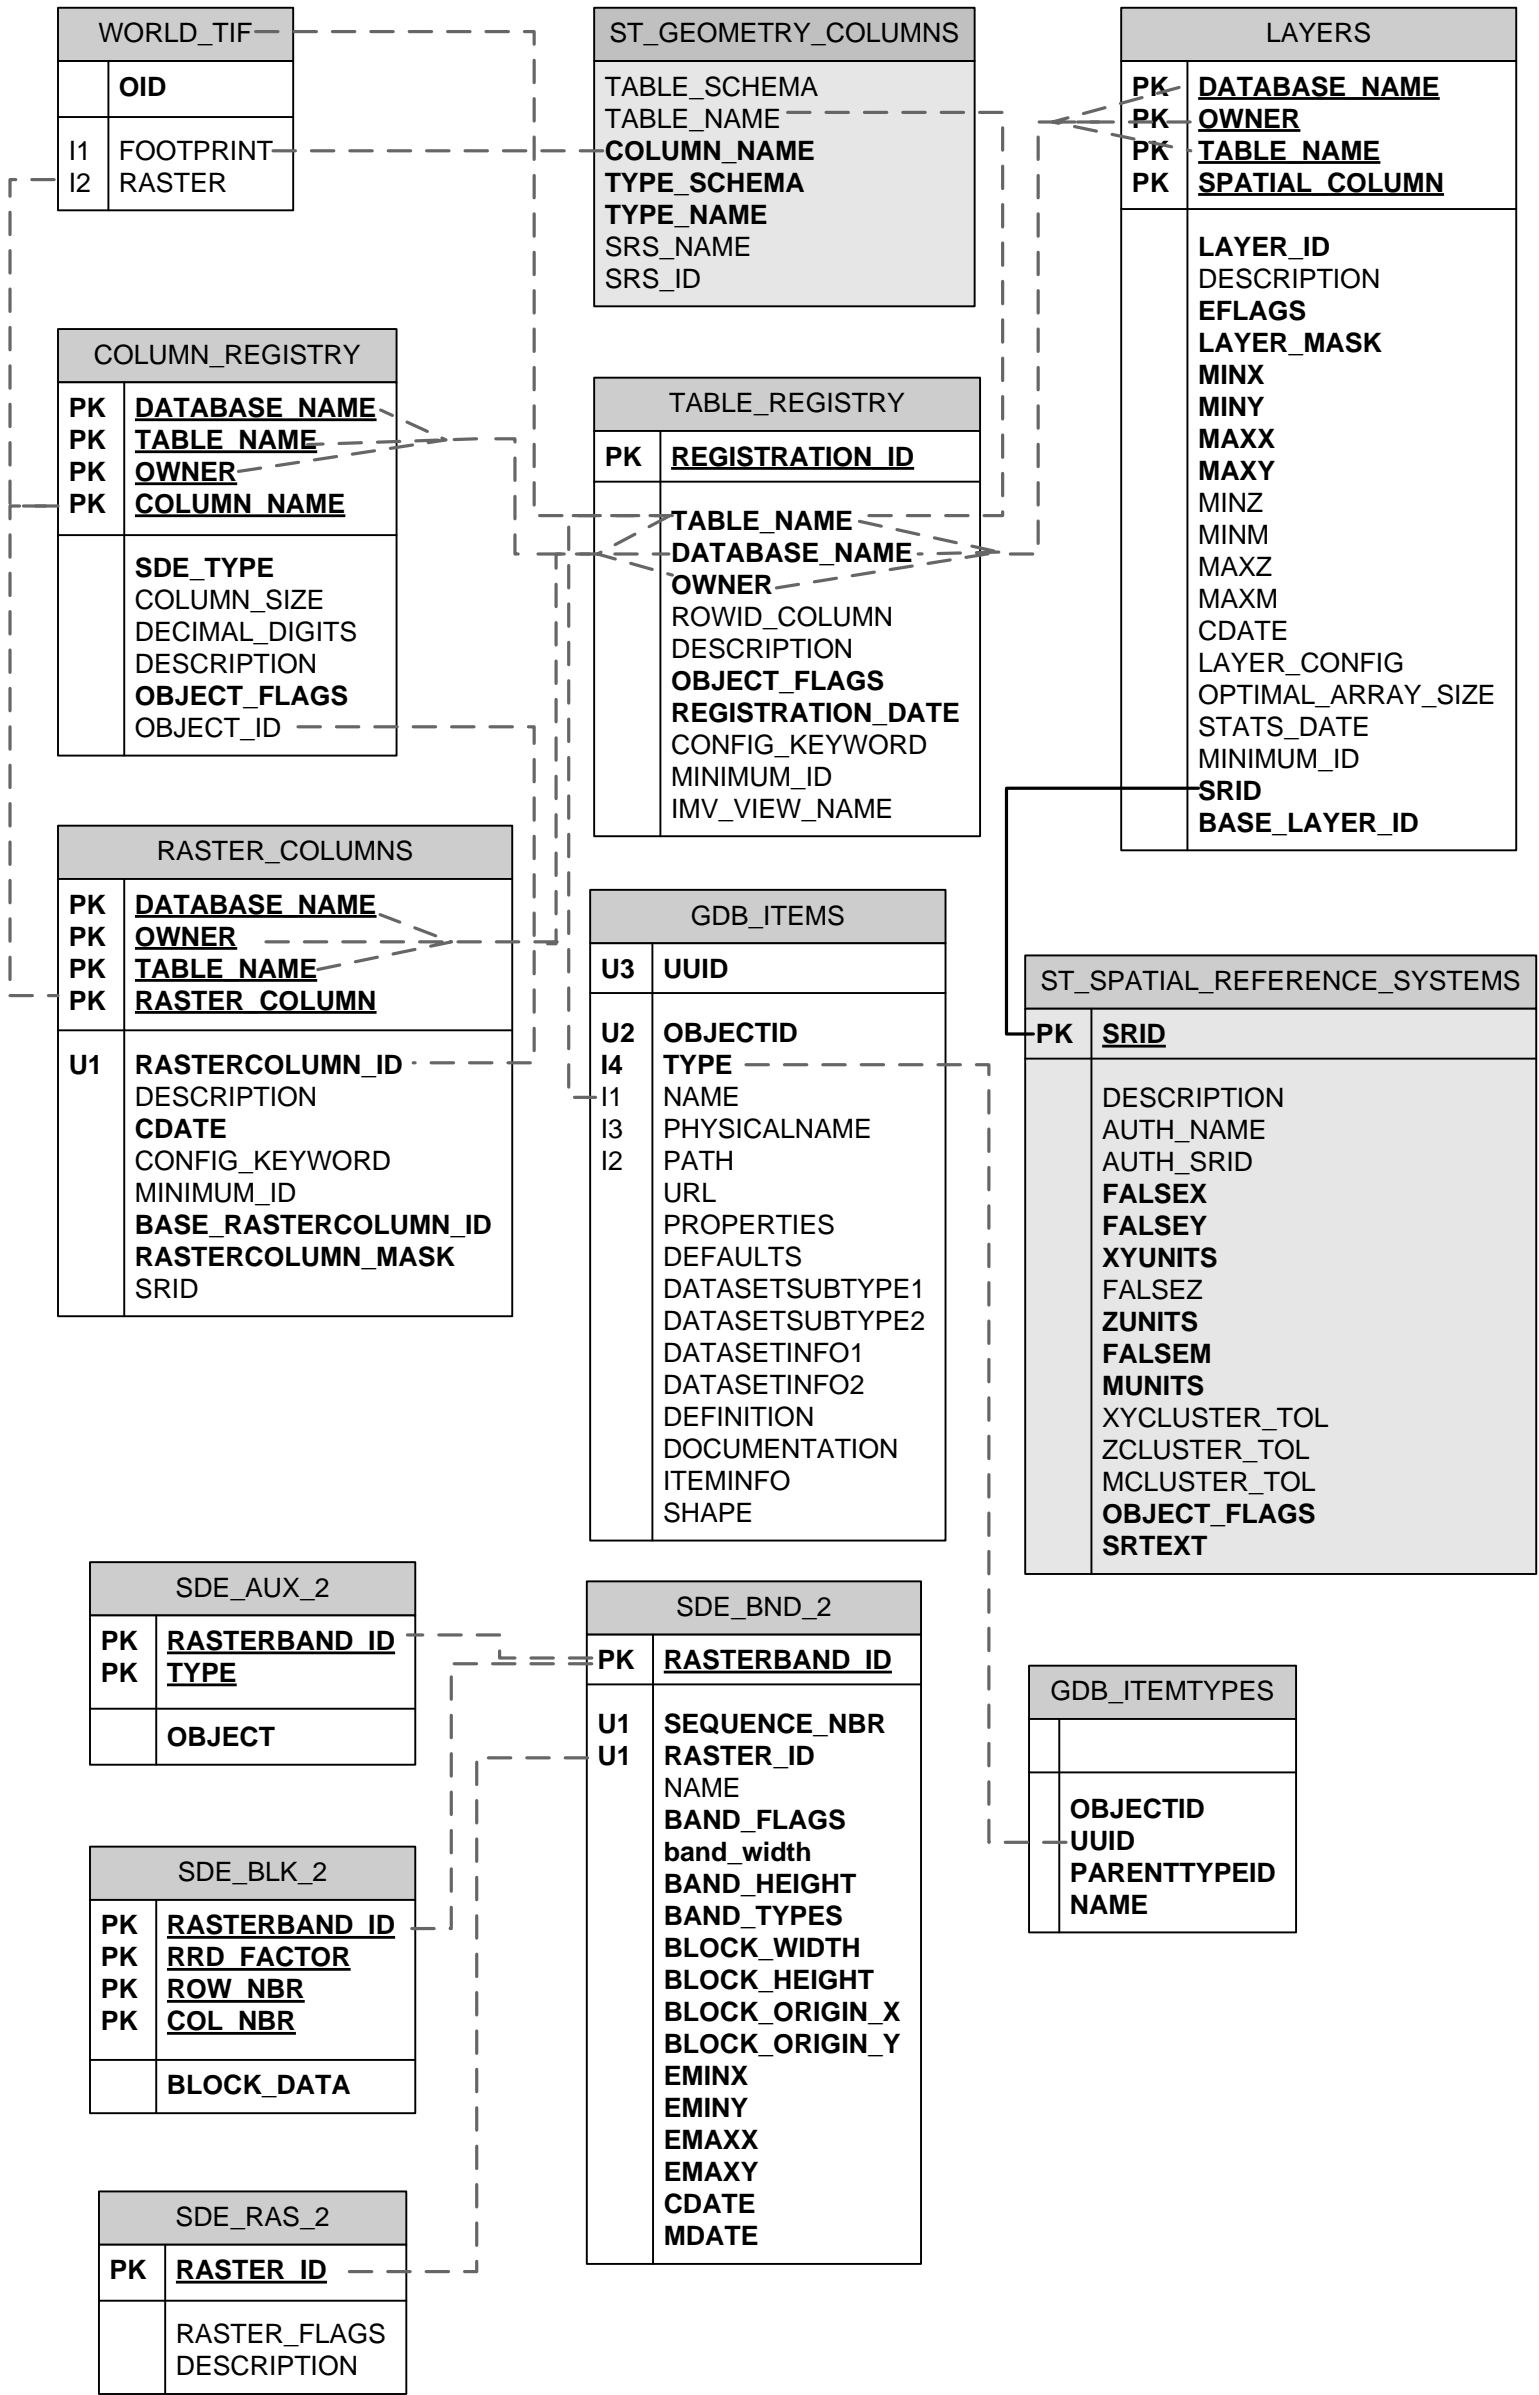 WORLD_TIF
OID
I1 FOOTPRINT
I2 RASTER
ST_GEOMETRY_COLUMNS
TABLE_SCHEMA
TABLE_NAME
COLUMN_NAME
TYPE_SCHEMA
TYPE_NAME
SRS_NAME
SRS_ID
LAYERS
PK DATABASE_NAME
PK OWNER
PK TABLE_NAME
PK SPATIAL_COLUMN
LAYER_ID
DESCRIPTION
EFLAGS
LAYER_MASK
MINX
MINY
MAXX
MAXY
MINZ
MINM
MAXZ
MAXM
CDATE
LAYER_CONFIG
OPTIMAL_ARRAY_SIZE
STATS_DATE
MINIMUM_ID
SRID
BASE_LAYER_ID
COLUMN_REGISTRY
PK DATABASE_NAME
PK TABLE_NAME
PK OWNER
PK COLUMN_NAME
SDE_TYPE
COLUMN_SIZE
DECIMAL_DIGITS
DESCRIPTION
OBJECT_FLAGS
OBJECT_ID
TABLE_REGISTRY
PK REGISTRATION_ID
TABLE_NAME
DATABASE_NAME
OWNER
ROWID_COLUMN
DESCRIPTION
OBJECT_FLAGS
REGISTRATION_DATE
CONFIG_KEYWORD
MINIMUM_ID
IMV_VIEW_NAME
RASTER_COLUMNS
PK DATABASE_NAME
PK OWNER
PK TABLE_NAME
PK RASTER_COLUMN
U1 RASTERCOLUMN_ID
DESCRIPTION
CDATE
CONFIG_KEYWORD
MINIMUM_ID
BASE_RASTERCOLUMN_ID
RASTERCOLUMN_MASK
SRID
GDB_ITEMS
U3 UUID
U2 OBJECTID
I4 TYPE
I1 NAME
I3 PHYSICALNAME
I2 PATH
URL
PROPERTIES
DEFAULTS
DATASETSUBTYPE1
DATASETSUBTYPE2
DATASETINFO1
DATASETINFO2
DEFINITION
DOCUMENTATION
ITEMINFO
SHAPE
ST_SPATIAL_REFERENCE_SYSTEMS
PK SRID
DESCRIPTION
AUTH_NAME
AUTH_SRID
FALSEX
FALSEY
XYUNITS
FALSEZ
ZUNITS
FALSEM
MUNITS
XYCLUSTER_TOL
ZCLUSTER_TOL
MCLUSTER_TOL
OBJECT_FLAGS
SRTEXT
SDE_AUX_2
PK RASTERBAND_ID
PK TYPE
OBJECT
SDE_BND_2
PK RASTERBAND_ID
U1 SEQUENCE_NBR
U1 RASTER_ID
NAME
BAND_FLAGS
band_width
BAND_HEIGHT
BAND_TYPES
BLOCK_WIDTH
BLOCK_HEIGHT
BLOCK_ORIGIN_X
BLOCK_ORIGIN_Y
EMINX
EMINY
EMAXX
EMAXY
CDATE
MDATE
GDB_ITEMTYPES
OBJECTID
UUID
PARENTTYPEID
NAME
SDE_BLK_2
PK RASTERBAND_ID
PK RRD_FACTOR
PK ROW_NBR
PK COL_NBR
BLOCK_DATA
SDE_RAS_2
PK RASTER_ID
RASTER_FLAGS
DESCRIPTION